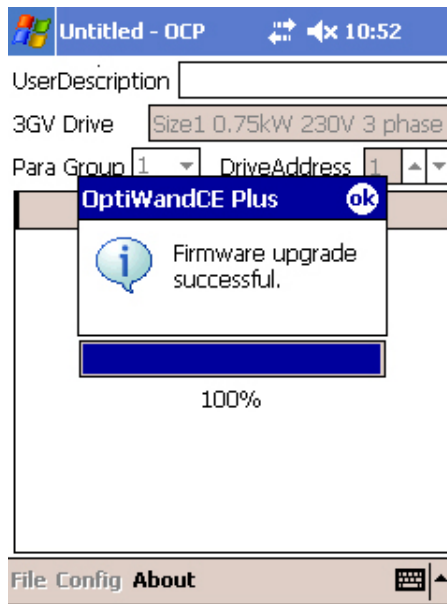 Untitled - OCP 10:52
UserDescription
3GV Drive Size1 0.75kW 230V 3 phase
Para Group 1 DriveAddress 1
OptiWandCE Plus ok
Firmware upgrade
successful.
100%
File Config About